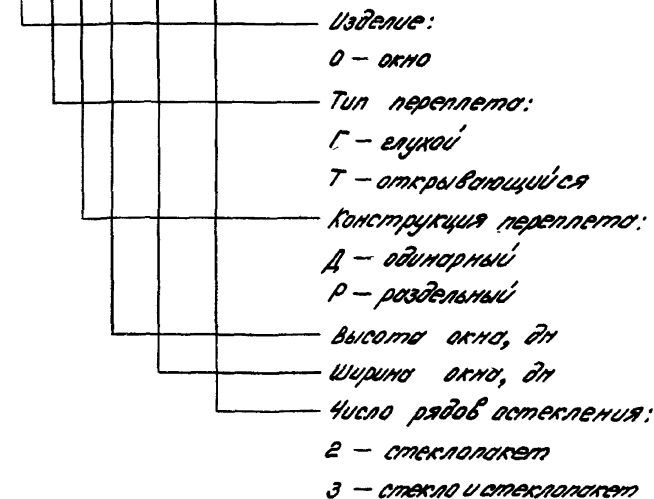 Изделие:
О — окно
Тип переплета:
Г — глухой
Т — открывающийся
Конструкция переплета:
Д — одинарный
Р — раздельный
Высота окна, дм
Ширина окна, дм
Число рядов остекления:
2 — стеклопакет
3 — стекло и стеклопакет